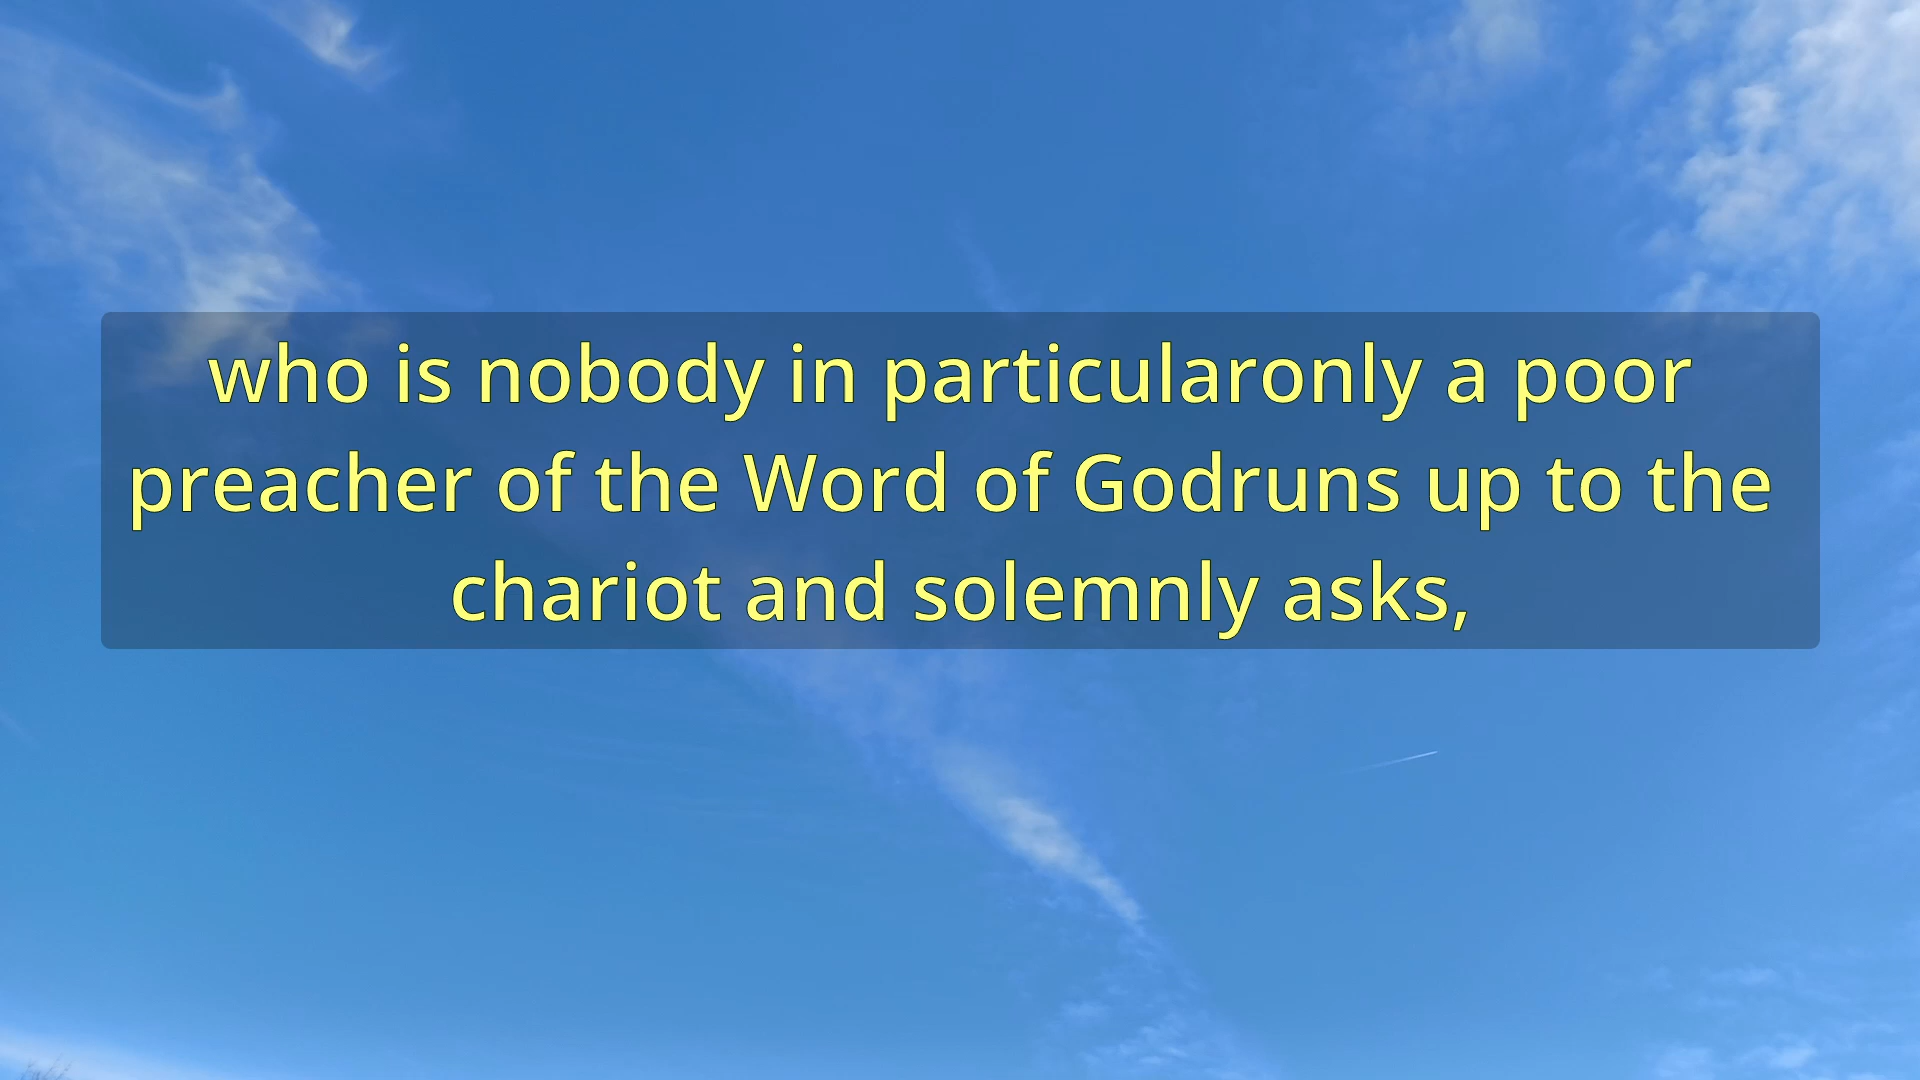 who is nobody in particularonly a poor
preacher of the Word of Godruns up to the
chariot and solemnly asks,